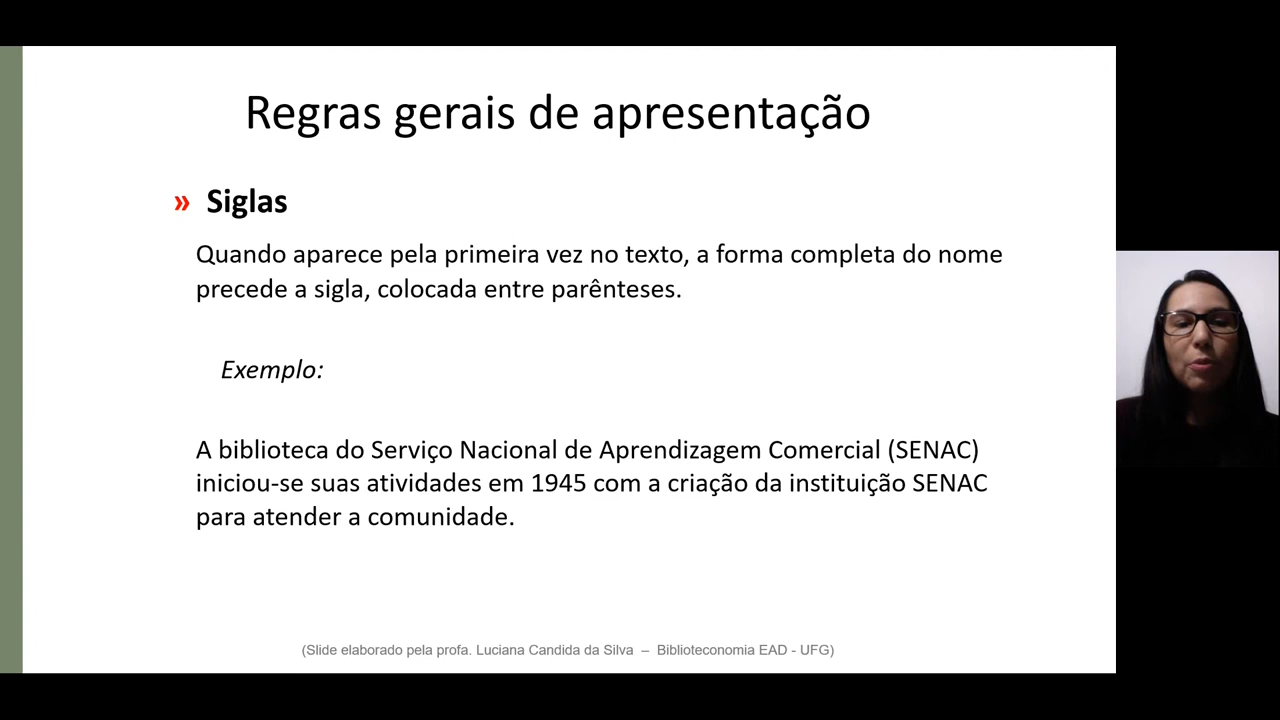 Regras gerais de apresentação
» Siglas
Quando aparece pela primeira vez no texto, a forma completa do nome
precede a sigla, colocada entre parênteses.
Exemplo:
A biblioteca do Serviço Nacional de Aprendizagem Comercial (SENAC)
iniciou-se suas atividades em 1945 com a criação da instituição SENAC
para atender a comunidade.
(Slide elaborado pela profa. Luciana Candida da Silva – Biblioteconomia EAD - UFG)